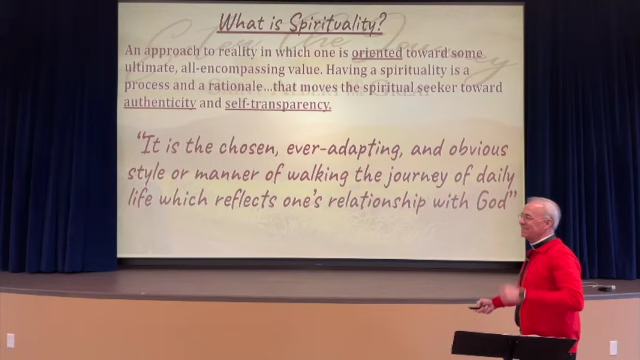 What is Spirituality?
An approach to reality in which one is oriented toward some
ultimate, all-encompassing value. Having a spirituality is a
process and a rationale...that moves the spiritual seeker toward
authenticity and self-transparency.
“It is the chosen, ever-adapting, and obvious
style or manner of walking the journey of daily
life which reflects one's relationship with God”